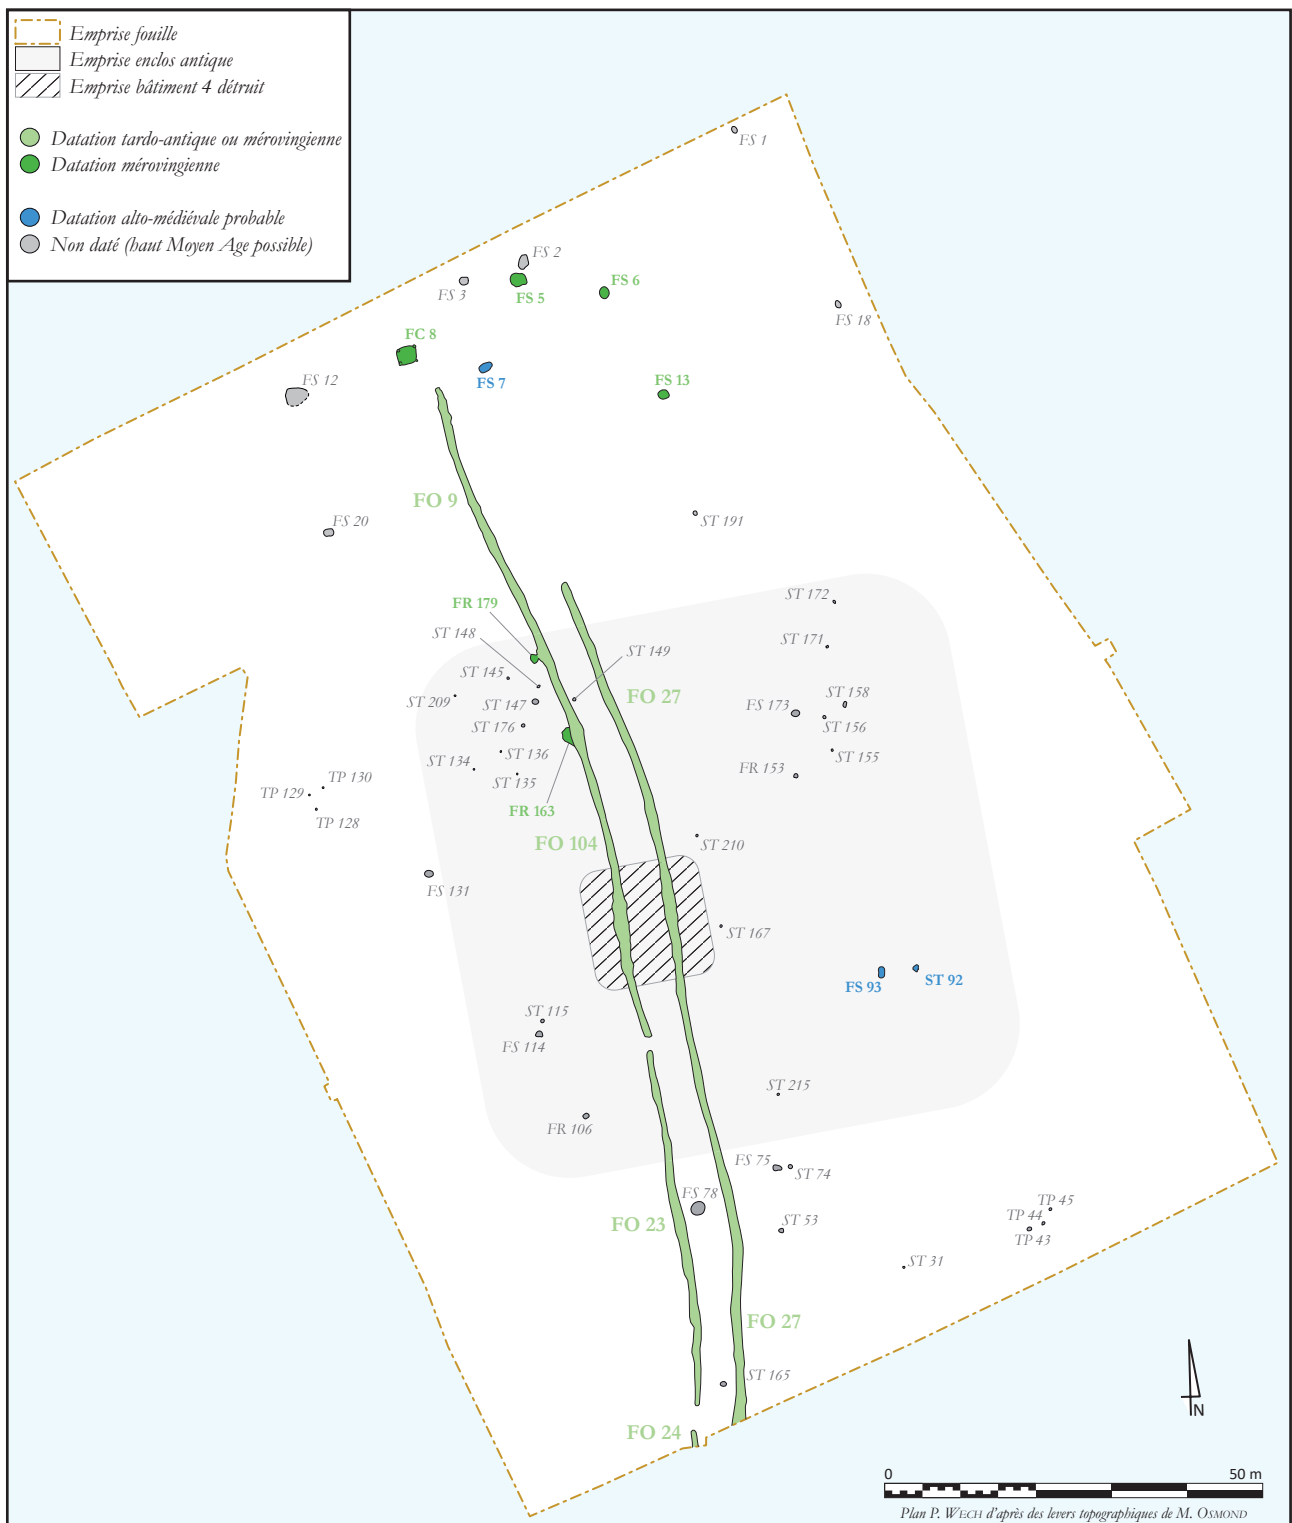 Emprise fouille
Emprise enclos antique
Emprise bâtiment 4 détruit
Datation tardo-antique ou mérovingienne
Datation mérovingienne
Datation alto-médiévale probable
Non daté (haut Moyen Age possible)
FS 1
FS 2
FS 3
FS 5
FS 6
FS 18
FC 8
FS 7
FS 12
FS 13
FO 9
FS 20
ST 191
ST 172
FR 179
ST 148
ST 149
ST 171
ST 145
ST 209
ST 147
FO 27
FS 173
ST 158
ST 176
ST 156
ST 136
ST 134
ST 155
ST 135
FR 153
TP 130
TP 129
TP 128
FR 163
FO 104
ST 210
FS 131
ST 167
FS 93
ST 92
ST 115
FS 114
ST 215
FR 106
FS 75
ST 74
FS 78
TP 45
TP 44
TP 43
FO 23
ST 53
ST 31
FO 27
ST 165
FO 24
N
0
50 m
Plan P. Wech d'après des levers topographiques de M. Osmond